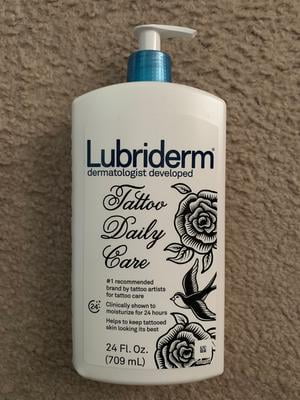 Lubriderm®
dermatologist developed
Tattoo
Daily
Care
#1 recommended
brand by tattoo artists
for tattoo care
24
Clinically shown to
moisturize for 24 hours
Helps to keep tattooed
skin looking its best
24 Fl. Oz.
(709 mL)